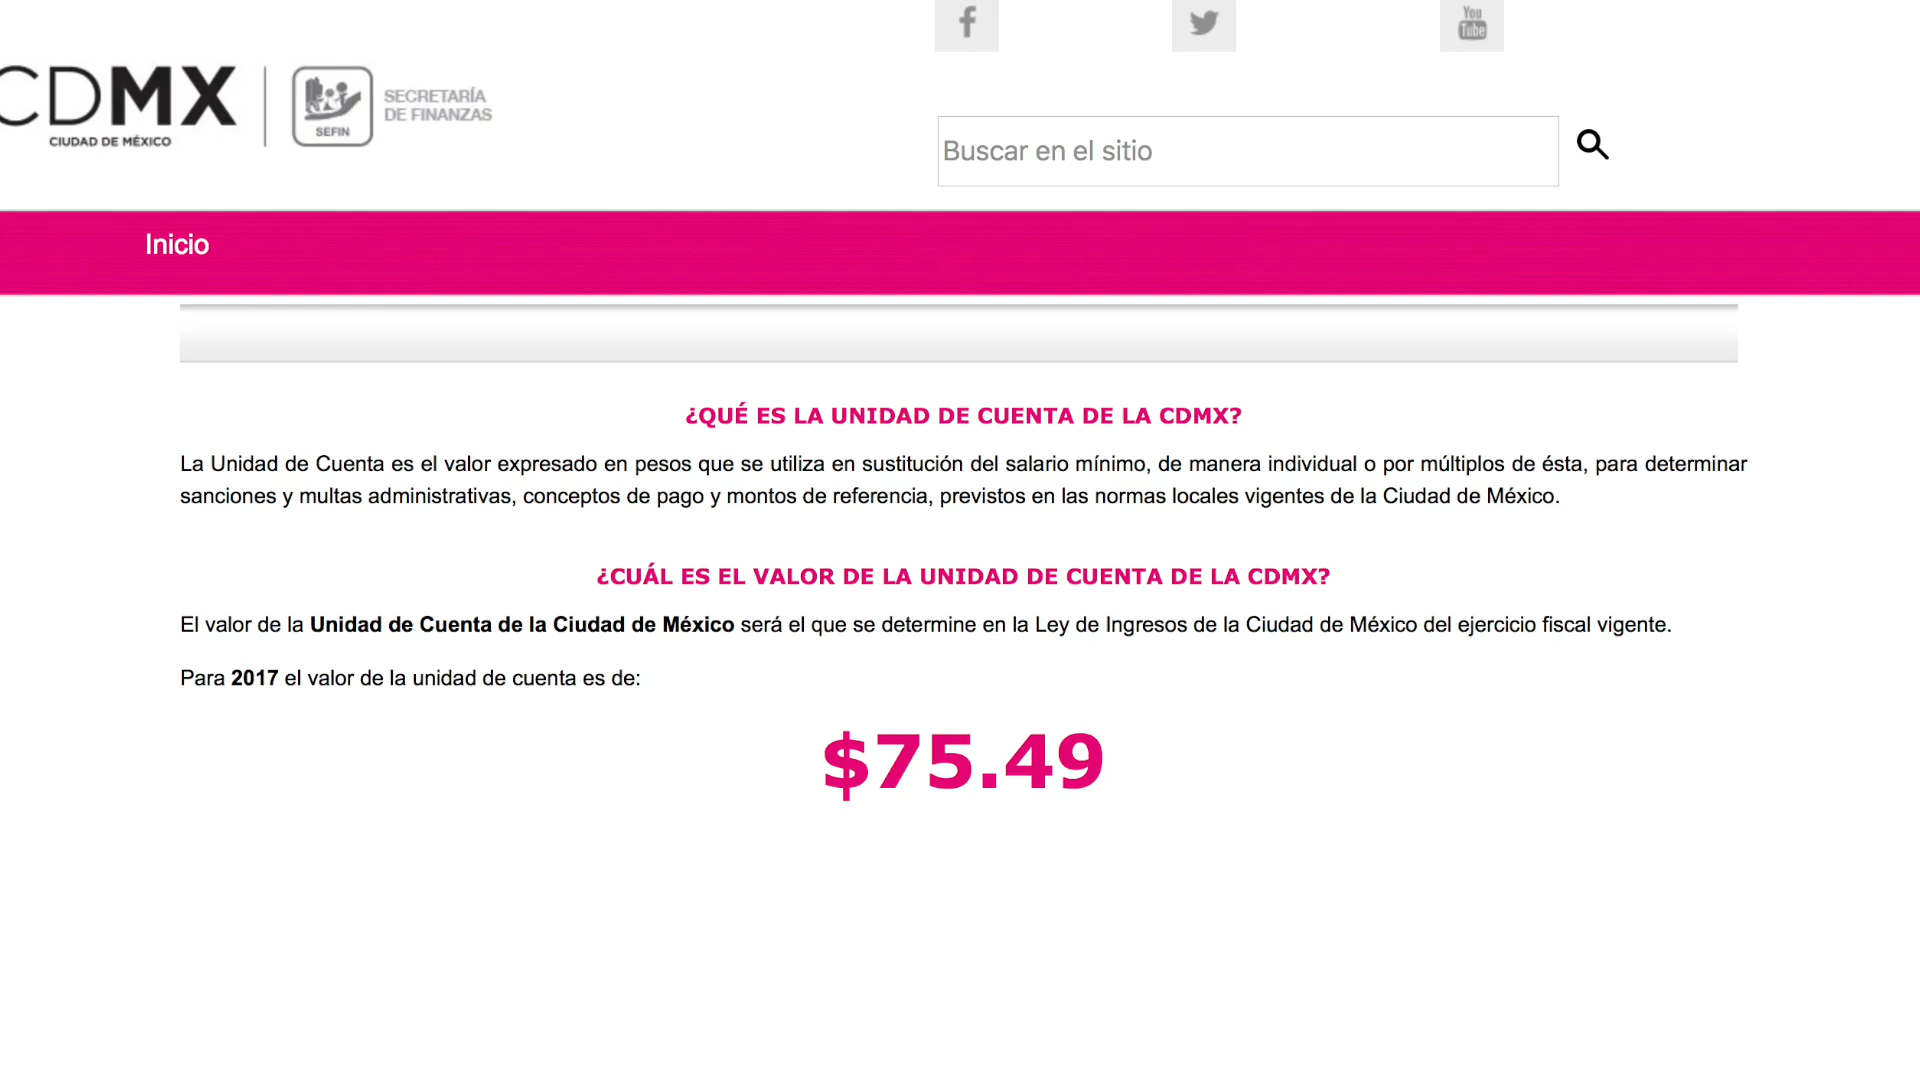 You
Tube
CDMX
CIUDAD DE MÉXICO
SEFIN
SECRETARÍA
DE FINANZAS
Buscar en el sitio
Inicio
¿QUÉ ES LA UNIDAD DE CUENTA DE LA CDMX?
La Unidad de Cuenta es el valor expresado en pesos que se utiliza en sustitución del salario mínimo, de manera individual o por múltiplos de ésta, para determinar
sanciones y multas administrativas, conceptos de pago y montos de referencia, previstos en las normas locales vigentes de la Ciudad de México.
¿CUÁL ES EL VALOR DE LA UNIDAD DE CUENTA DE LA CDMX?
El valor de la Unidad de Cuenta de la Ciudad de México será el que se determine en la Ley de Ingresos de la Ciudad de México del ejercicio fiscal vigente.
Para 2017 el valor de la unidad de cuenta es de:
$75.49